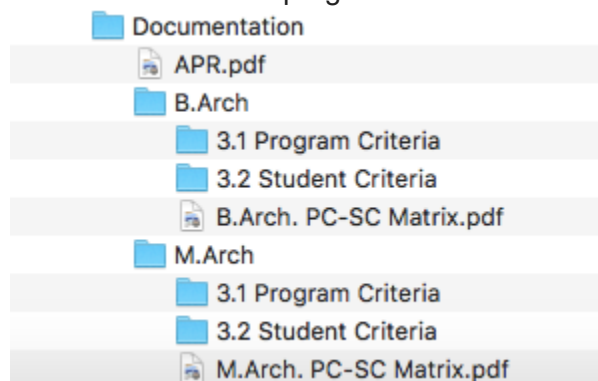 Documentation
APR.pdf
B.Arch
3.1 Program Criteria
3.2 Student Criteria
B.Arch. PC-SC Matrix.pdf
M.Arch
3.1 Program Criteria
3.2 Student Criteria
M.Arch. PC-SC Matrix.pdf